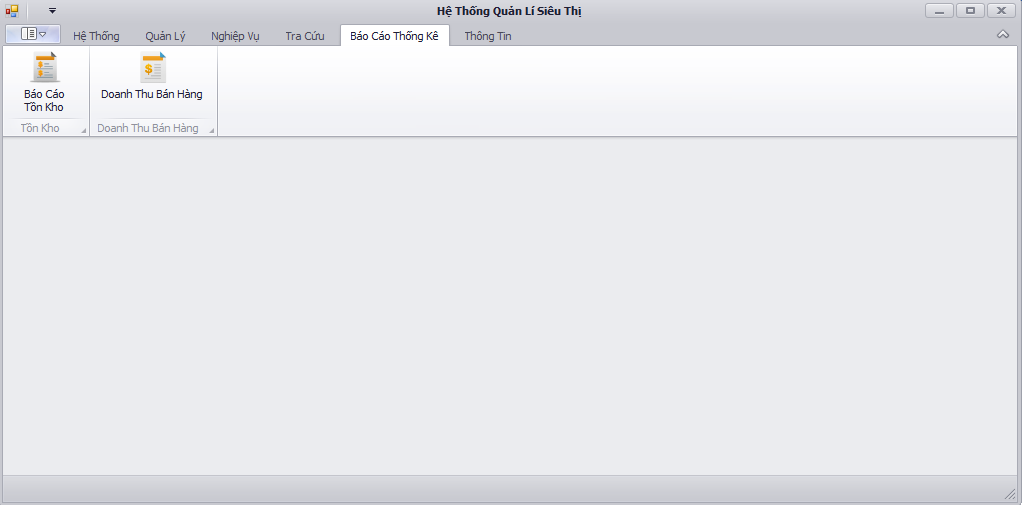 Hệ Thống Quản Lí Siêu Thị
Hệ Thống
Quản Lý
Nghiệp Vụ
Tra Cứu
Báo Cáo Thống Kê
Thông Tin
Báo Cáo
Tồn Kho
Doanh Thu Bán Hàng
Tồn Kho
Doanh Thu Bán Hàng